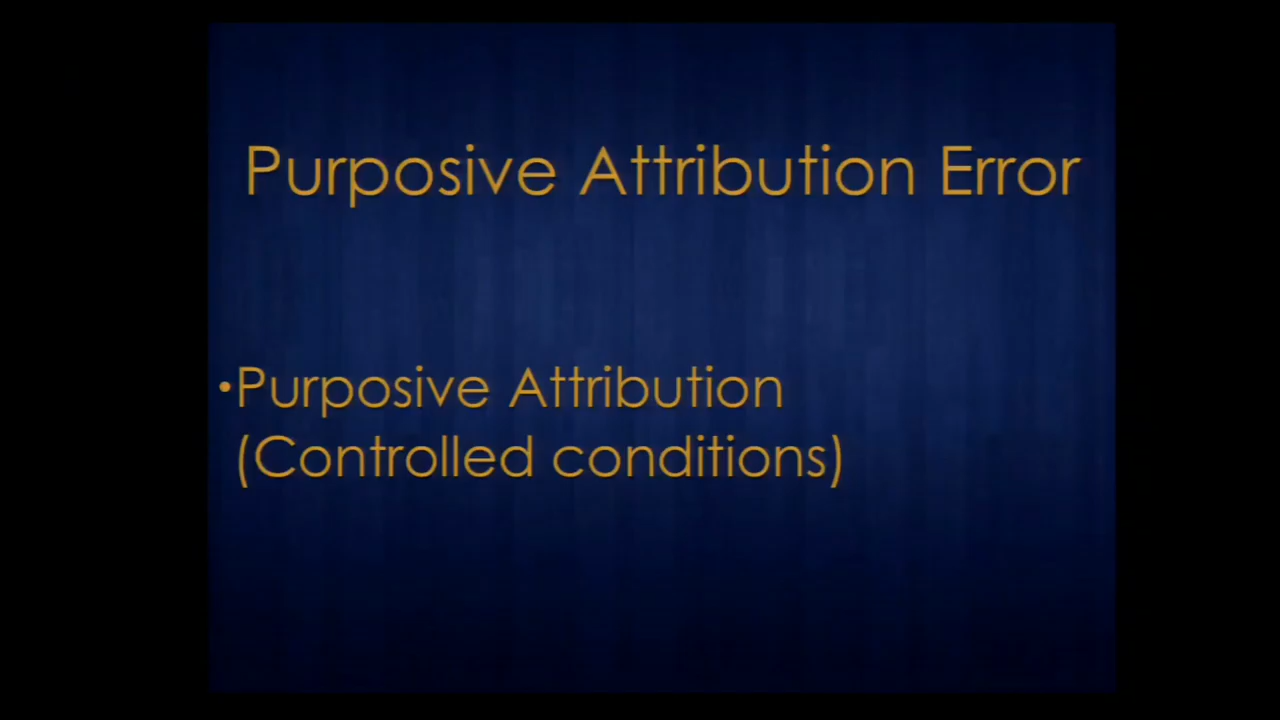 Purposive Attribution Error
•Purposive Attribution
(Controlled conditions)